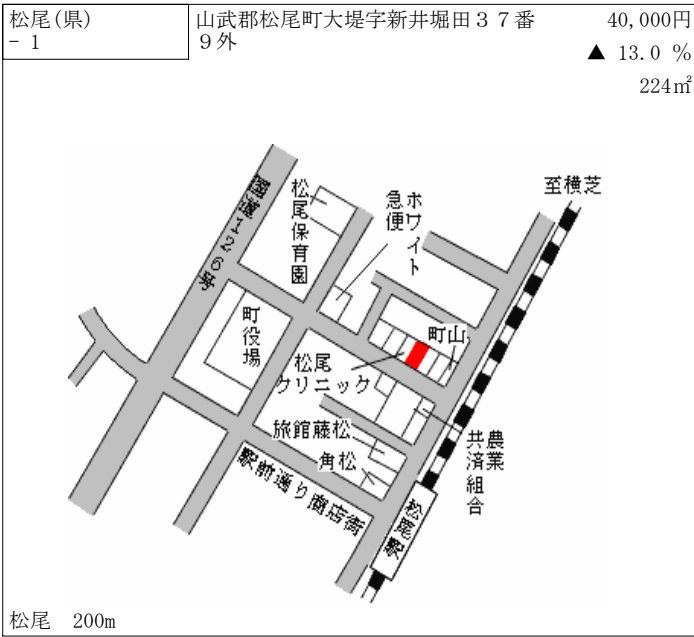 松尾(県)
- 1
山武郡松尾町大堤字新井堀田３７番
９外
40,000円
▲ 13.0 %
224㎡
至横芝
国道126号
松尾保育園
ホワイト
急便
町役場
町山
松尾
クリニック
旅館藤松
角松
農業
共済組合
駅前通り商店街
松尾駅
松尾 200m